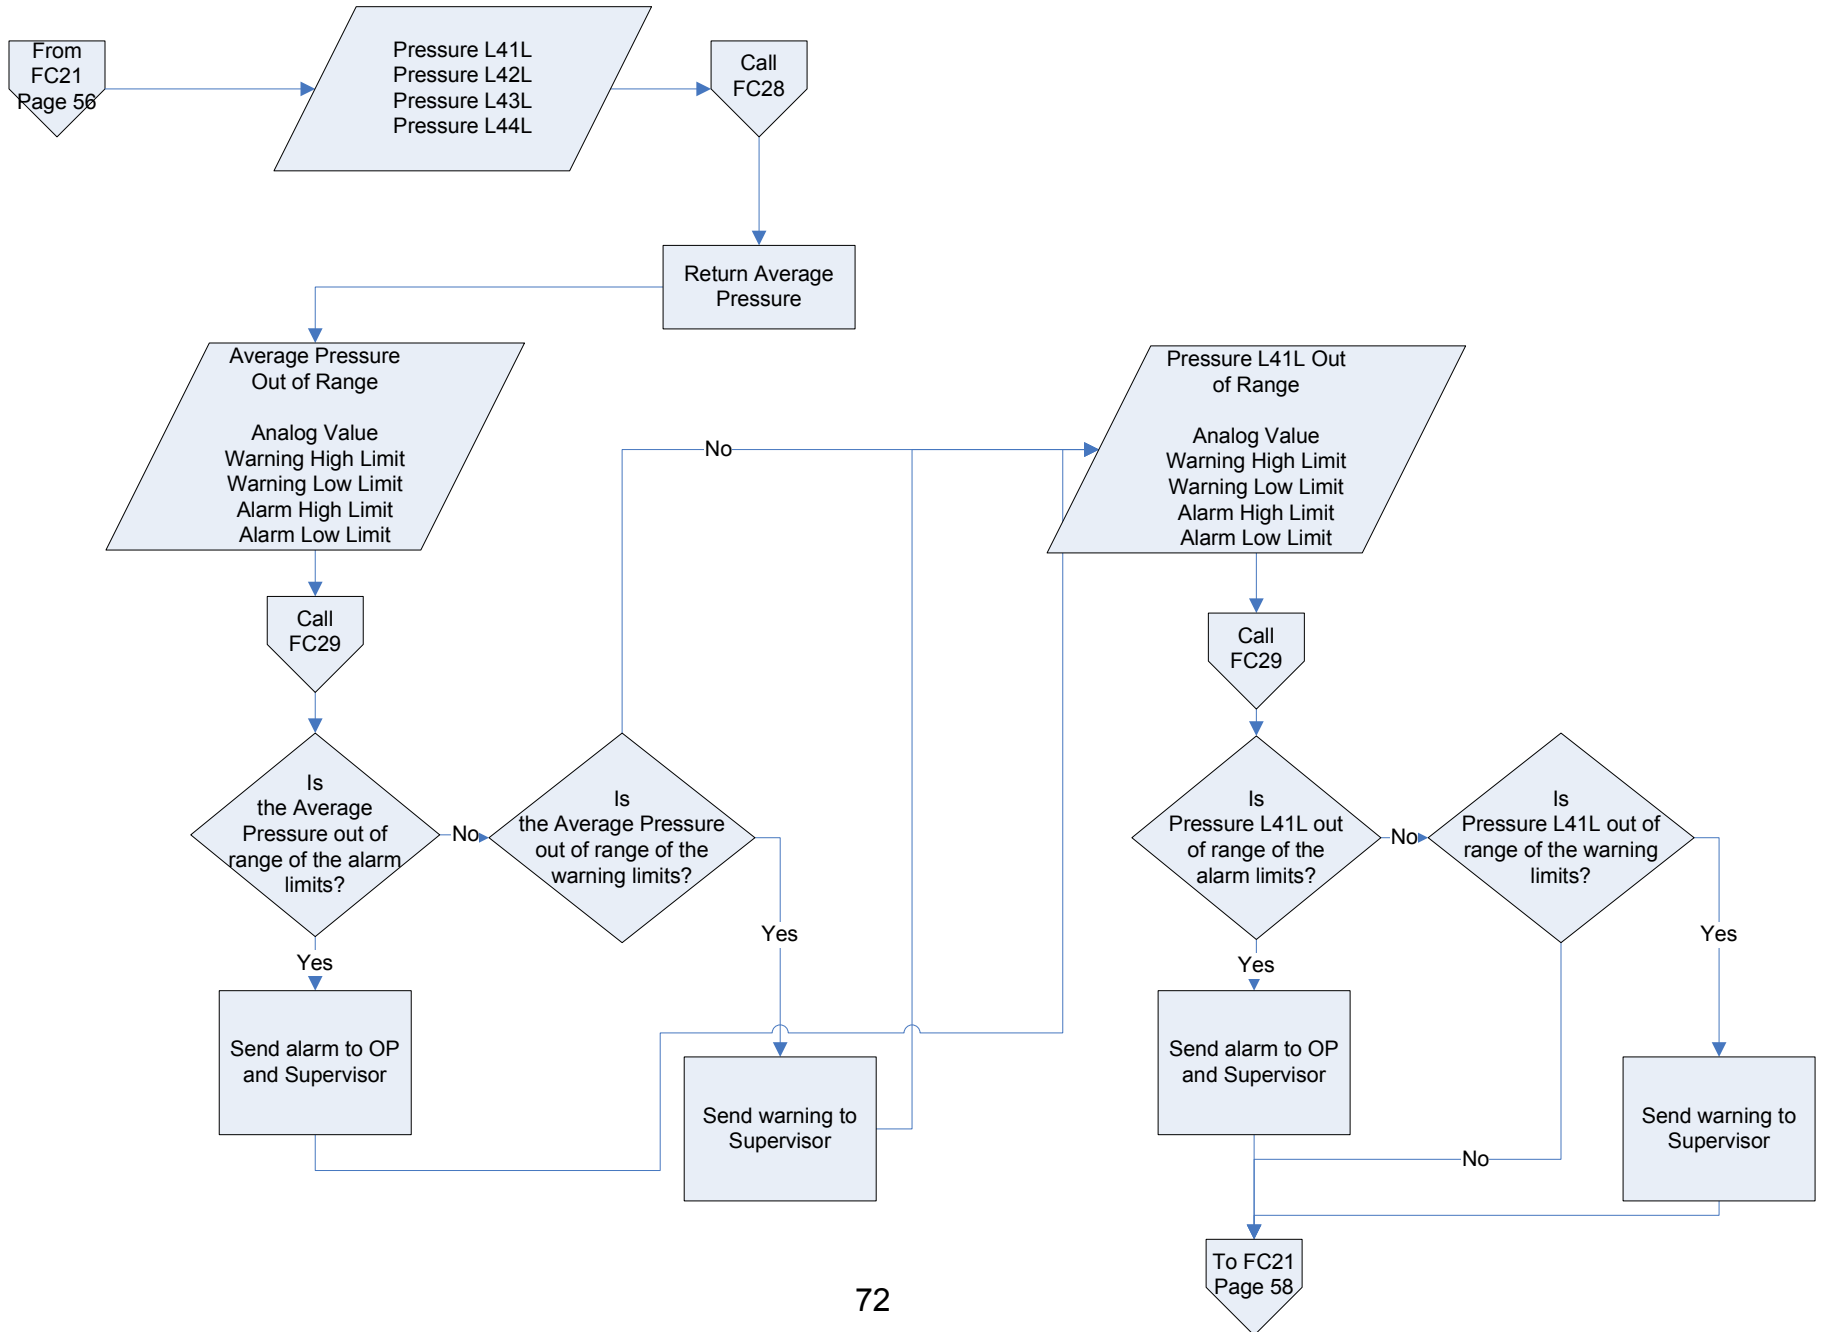 From
FC21
Page 56
Pressure L41L
Pressure L42L
Pressure L43L
Pressure L44L
Call
FC28
Return Average
Pressure
Average Pressure
Out of Range
Analog Value
Warning High Limit
Warning Low Limit
Alarm High Limit
Alarm Low Limit
Call
FC29
Is
the Average
Pressure out of
range of the alarm
limits?
No
Is
the Average Pressure
out of range of the
warning limits?
No
Yes
Yes
Send alarm to OP
and Supervisor
Send warning to
Supervisor
Pressure L41L Out
of Range
Analog Value
Warning High Limit
Warning Low Limit
Alarm High Limit
Alarm Low Limit
Call
FC29
Is
Pressure L41L out
of range of the
alarm limits?
No
Is
Pressure L41L out of
range of the warning
limits?
Yes
Yes
Send alarm to OP
and Supervisor
No
Send warning to
Supervisor
To FC21
Page 58
72